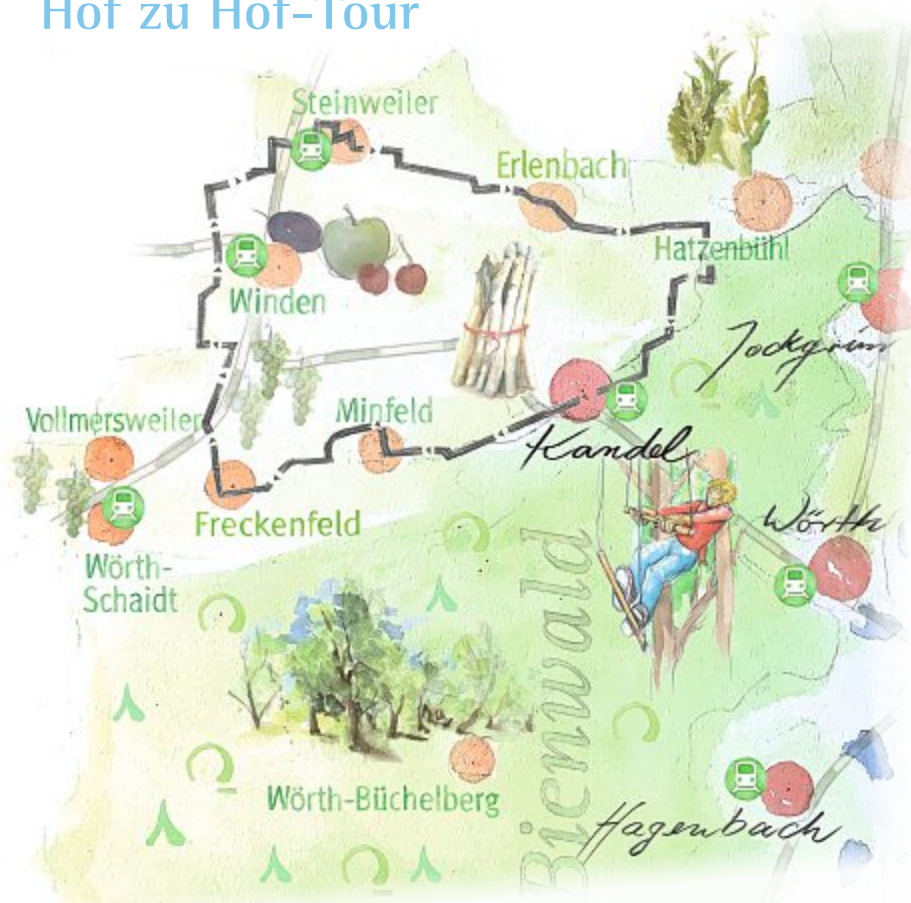 Hof zu Hof-Tour
Steinweiler
Erlenbach
Hatzenbühl
Winden
Jockgrim
Vollmersweiler
Minfeld
Kandel
Freckenfeld
Wörth
Wörth-
Schaidt
Bienwald
Wörth-Büchelberg
Hagenbach